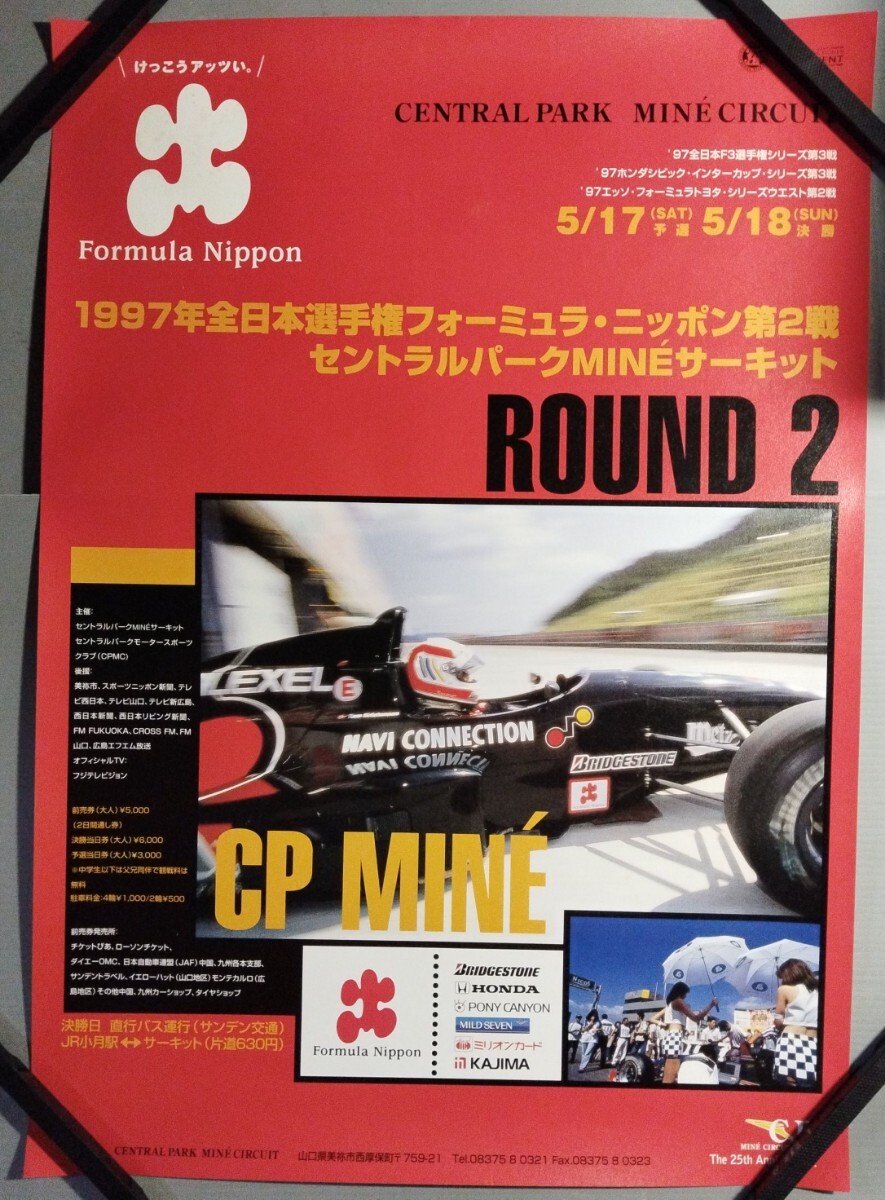 \ けっこうアッツい。/
Formula Nippon
CENTRAL PARK MINÉ CIRCUIT
'97全日本F3選手権シリーズ第3戦
'97ホンダシビック・インターカップ・シリーズ第3戦
'97エッソ・フォーミュラトヨタ・シリーズウエスト第2戦
5/17(SAT)予選 5/18(SUN)決勝
1997年全日本選手権フォーミュラ・ニッポン第2戦
セントラルパークMINÉサーキット
ROUND 2
主催:
セントラルパークMINÉサーキット
セントラルパークモータースポーツ
クラブ(CPMC)
後援:
美祢市、スポーツニッポン新聞、テレ
ビ西日本、テレビ山口、テレビ新広島、
西日本新聞、西日本リビング新聞、
FM FUKUOKA、CROSS FM、FM
山口、広島エフエム放送
オフィシャルTV:
フジテレビジョン
前売券(大人)¥5,000
(2日間通し券)
決勝当日券(大人)¥6,000
予選当日券(大人)¥3,000
※中学生以下は父兄同伴で観戦料は
無料
駐車料金:4輪¥1,000/2輪¥500
前売券発売所:
チケットぴあ、ローソンチケット、
ダイエーOMC、日本自動車連盟(JAF)中国、九州各本支部、
サンデントラベル、イエローハット(山口地区)モンテカルロ(広
島地区)その他中国、九州カーショップ、タイヤショップ
LEXEL E
NAVI CONNECTION
NAVI CONNECTION
BRIDGESTONE
Metz
CP MINÉ
Formula Nippon
BRIDGESTONE
HONDA
PONY CANYON
MILD SEVEN
ミリオンカード
KAJIMA
決勝日 直行バス運行(サンデン交通)
JR小月駅↔サーキット(片道630円)
CENTRAL PARK MINÉ CIRCUIT 山口県美祢市西厚保町〒759-21 Tel.08375 8 0321 Fax.08375 8 0323
MINÉ
The 25th